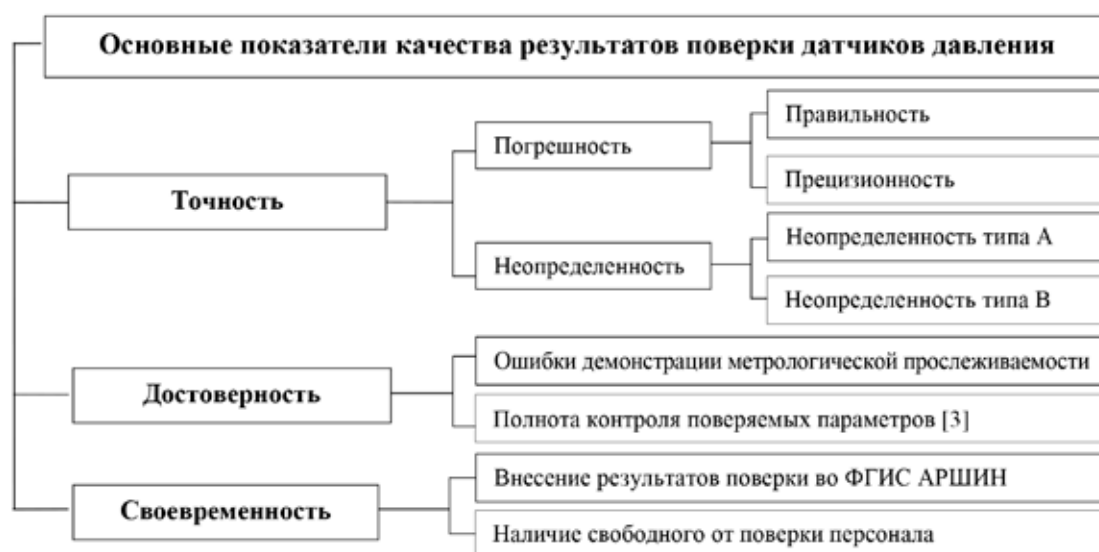 Основные показатели качества результатов поверки датчиков давления
Точность
Погрешность
Правильность
Прецизионность
Неопределенность
Неопределенность типа А
Неопределенность типа В
Достоверность
Ошибки демонстрации метрологической прослеживаемости
Полнота контроля поверяемых параметров [3]
Своевременность
Внесение результатов поверки во ФГИС АРШИН
Наличие свободного от поверки персонала